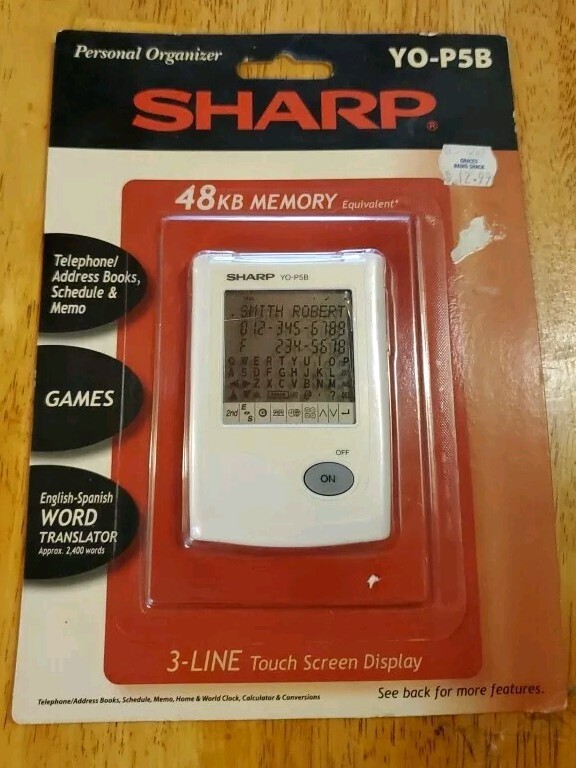 Personal Organizer
YO-P5B
SHARP®
$ 12.99
48KB MEMORY Equivalent*
Telephone/
Address Books,
Schedule &
Memo
GAMES
English-Spanish
WORD
TRANSLATOR
Approx. 2,400 words
SHARP YO-P5B
SMITH ROBERT
012-345-6789
F 234-5678
Q W E R T Y U I O P
A S D F G H J K L
Z X C V B N M
2nd E S
OFF
ON
3-LINE Touch Screen Display
Telephone/Address Books, Schedule, Memo, Home & World Clock, Calculator & Conversions
See back for more features.